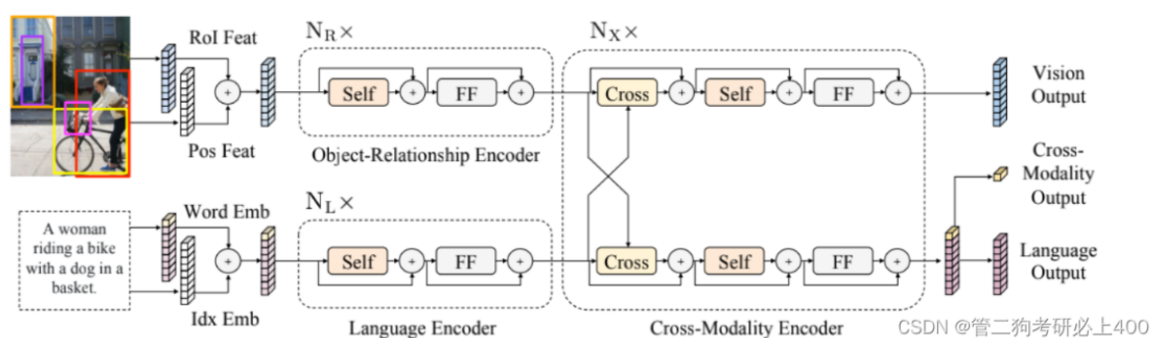 RoI Feat
Pos Feat
N_R×
Self
+
FF
+
Object-Relationship Encoder
A woman
riding a bike
with a dog in a
basket.
Word Emb
Idx Emb
N_L×
Self
+
FF
+
Language Encoder
N_X×
Cross
+
Self
+
FF
+
Cross
+
Self
+
FF
+
Cross-Modality Encoder
Vision
Output
Cross-
Modality
Output
Language
Output
+
+
CSDN @管二狗考研必上400